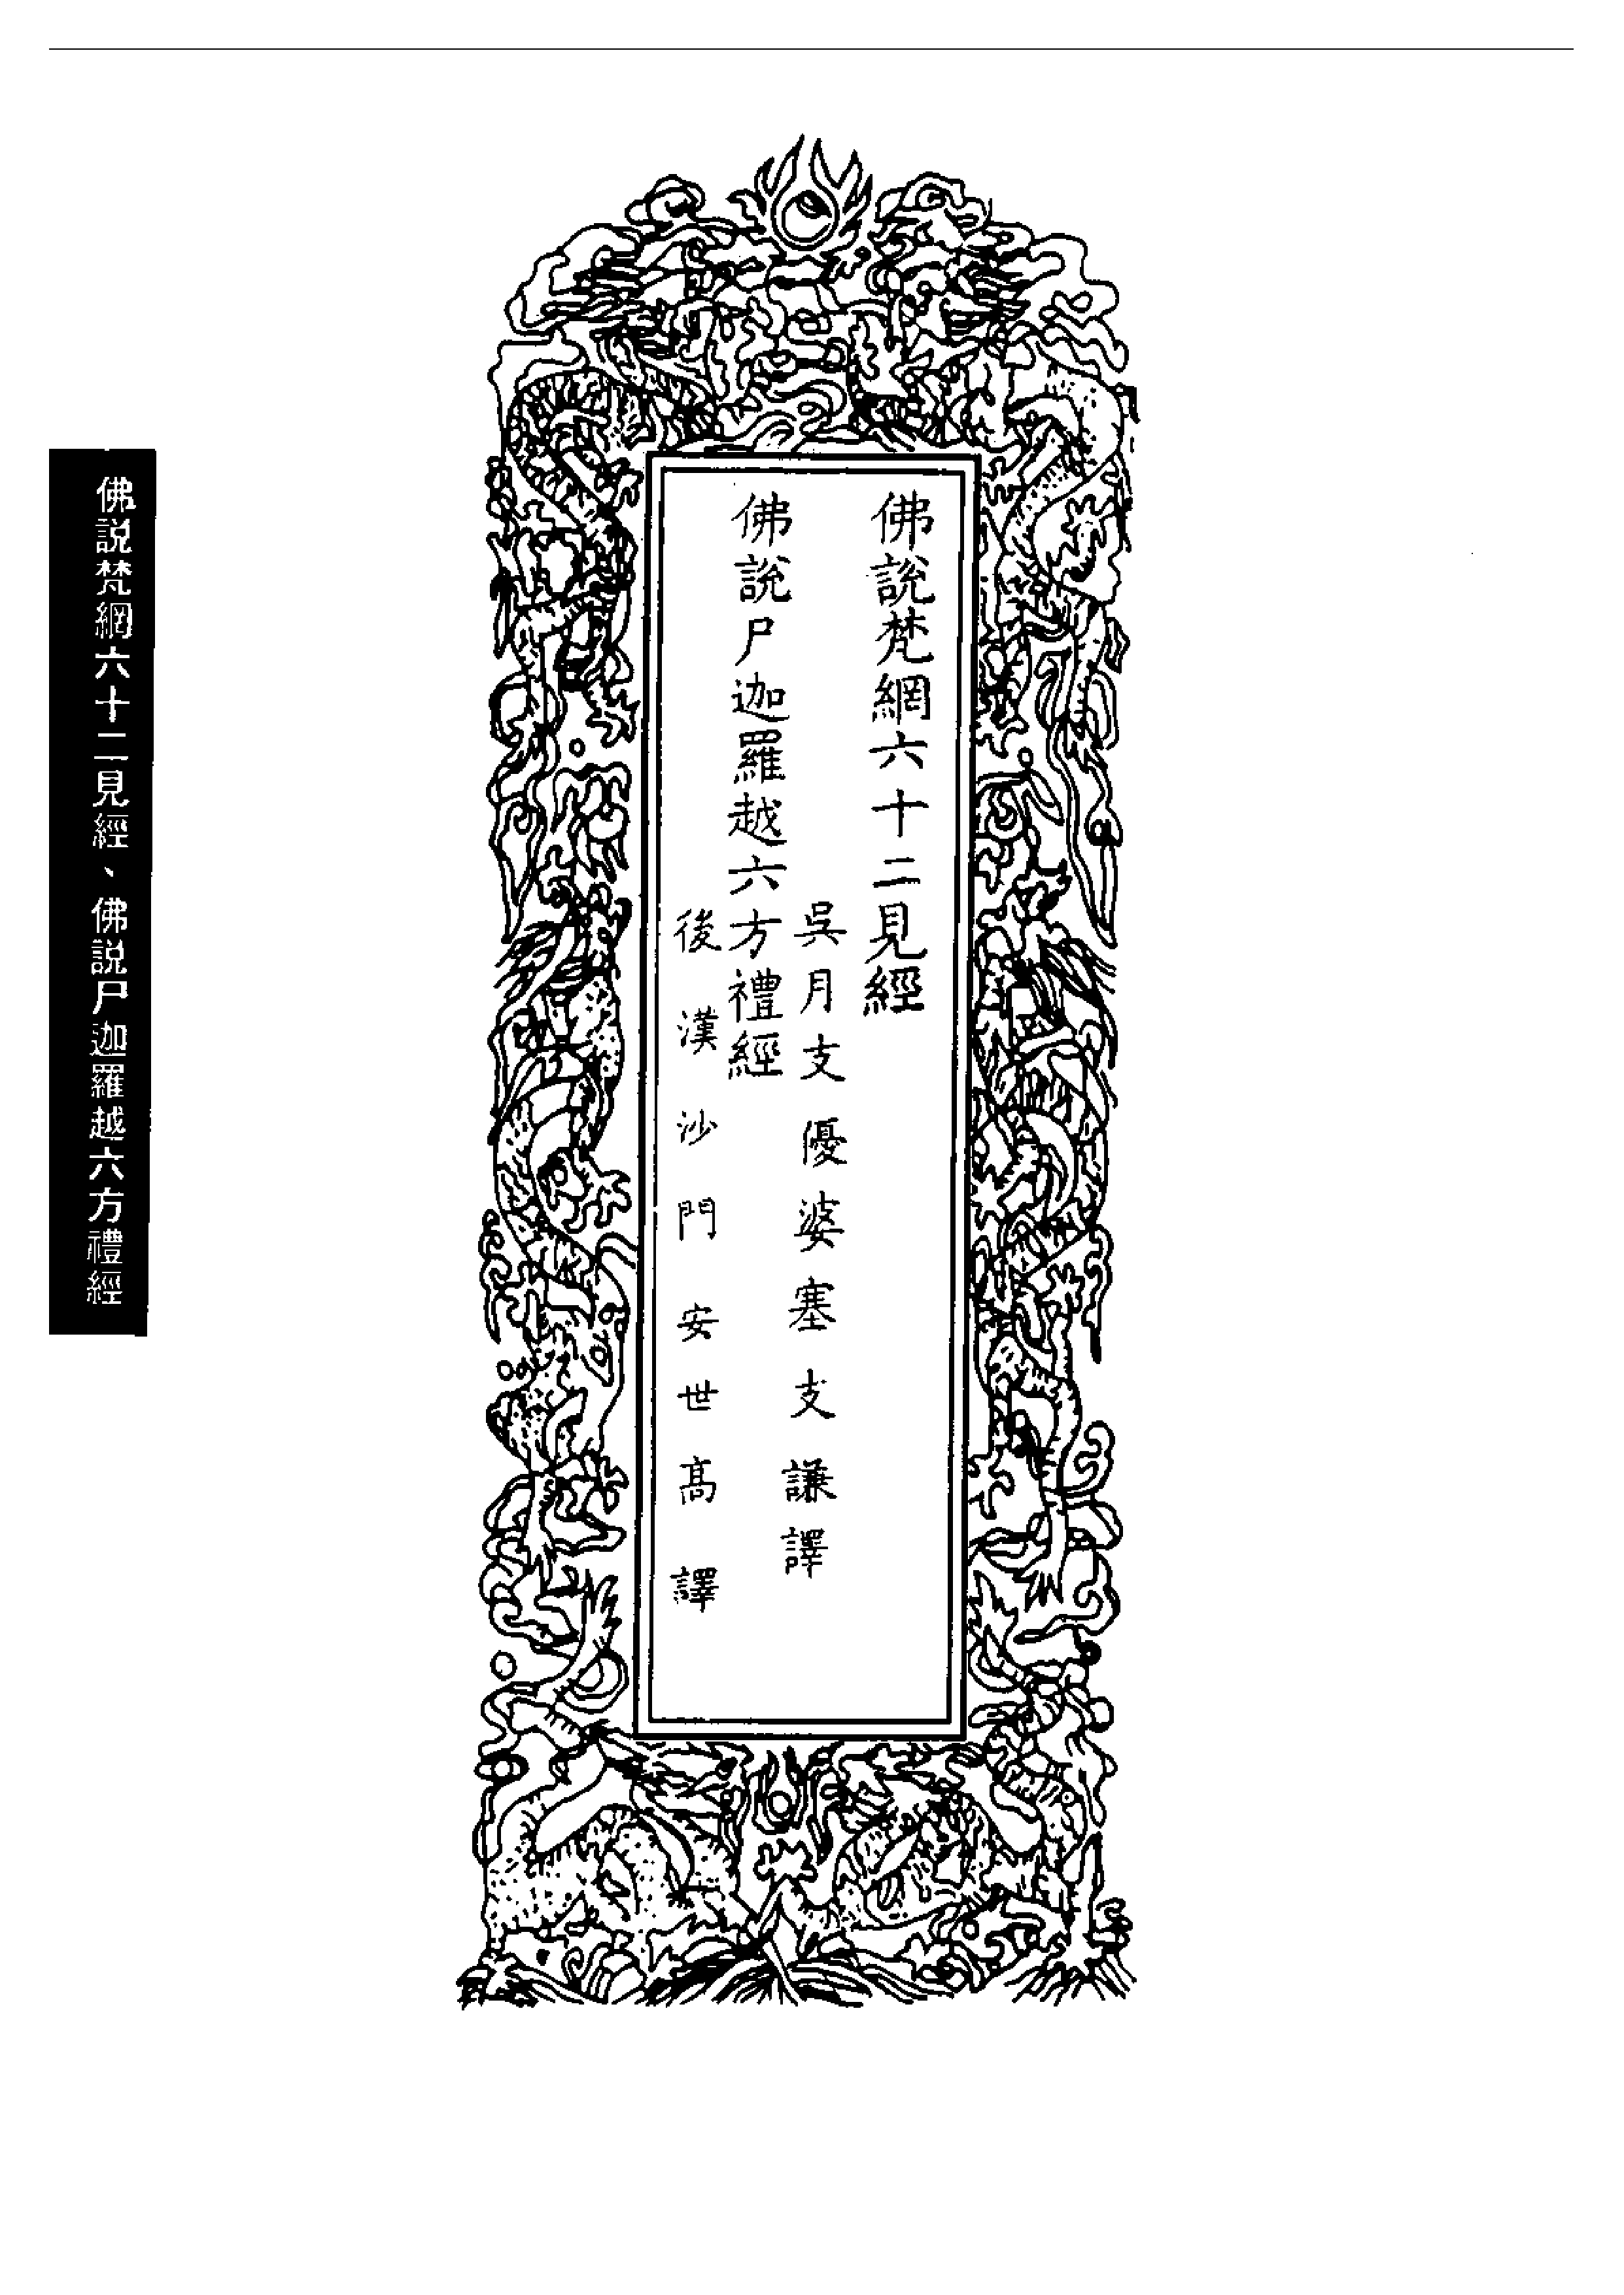 佛說梵網六十二見經
吳月支優婆塞支謙譯
佛說尸迦羅越六方禮經
後漢沙門安世高譯
佛說梵網六十二見經、佛說尸迦羅越六方禮經